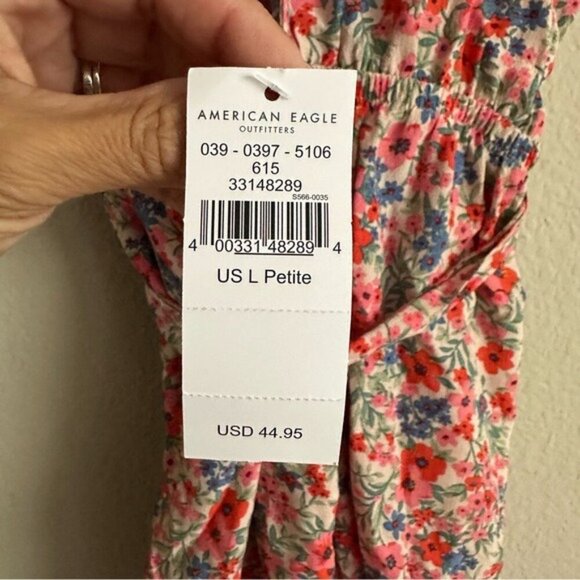 AMERICAN EAGLE
OUTFITTERS
039 - 0397 - 5106
615
33148289
S566-0035
4 00331 48289 4
US L Petite
USD 44.95